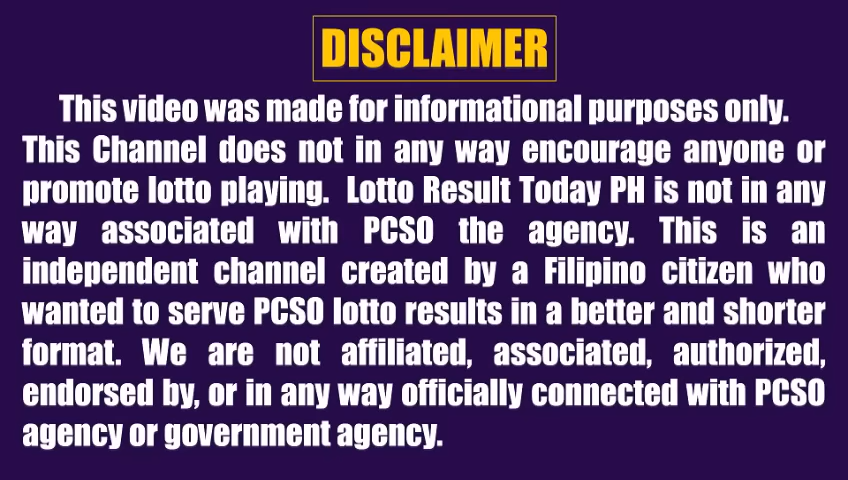 DISCLAIMER
This video was made for informational purposes only.
This Channel does not in any way encourage anyone or
promote lotto playing. Lotto Result Today PH is not in any
way associated with PCSO the agency. This is an
independent channel created by a Filipino citizen who
wanted to serve PCSO lotto results in a better and shorter
format. We are not affiliated, associated, authorized,
endorsed by, or in any way officially connected with PCSO
agency or government agency.